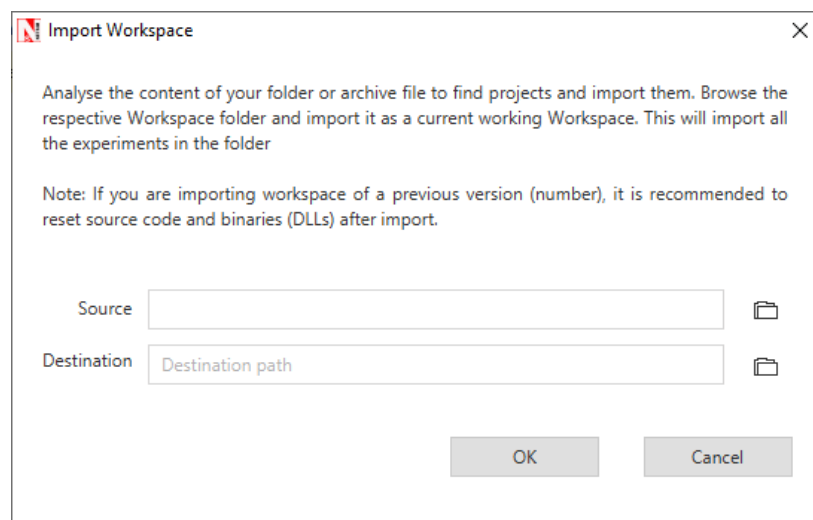 Import Workspace
Analyse the content of your folder or archive file to find projects and import them. Browse the
respective Workspace folder and import it as a current working Workspace. This will import all
the experiments in the folder
Note: If you are importing workspace of a previous version (number), it is recommended to
reset source code and binaries (DLLs) after import.
Source
Destination Destination path
OK Cancel